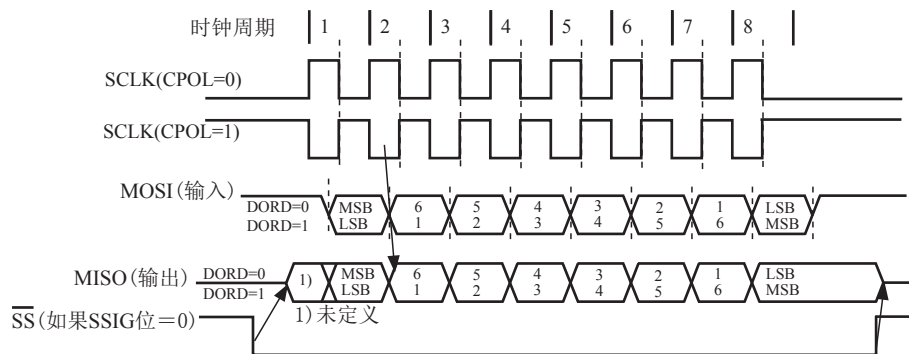 时钟周期 1 2 3 4 5 6 7 8
SCLK(CPOL=0)
SCLK(CPOL=1)
MOSI(输入) DORD=0 MSB 6 5 4 3 2 1 LSB
DORD=1 LSB 1 2 3 4 5 6 MSB
MISO(输出) DORD=0 1) MSB 6 5 4 3 2 1 LSB
DORD=1 LSB 1 2 3 4 5 6 MSB
1)未定义
SS(如果SSIG位=0)